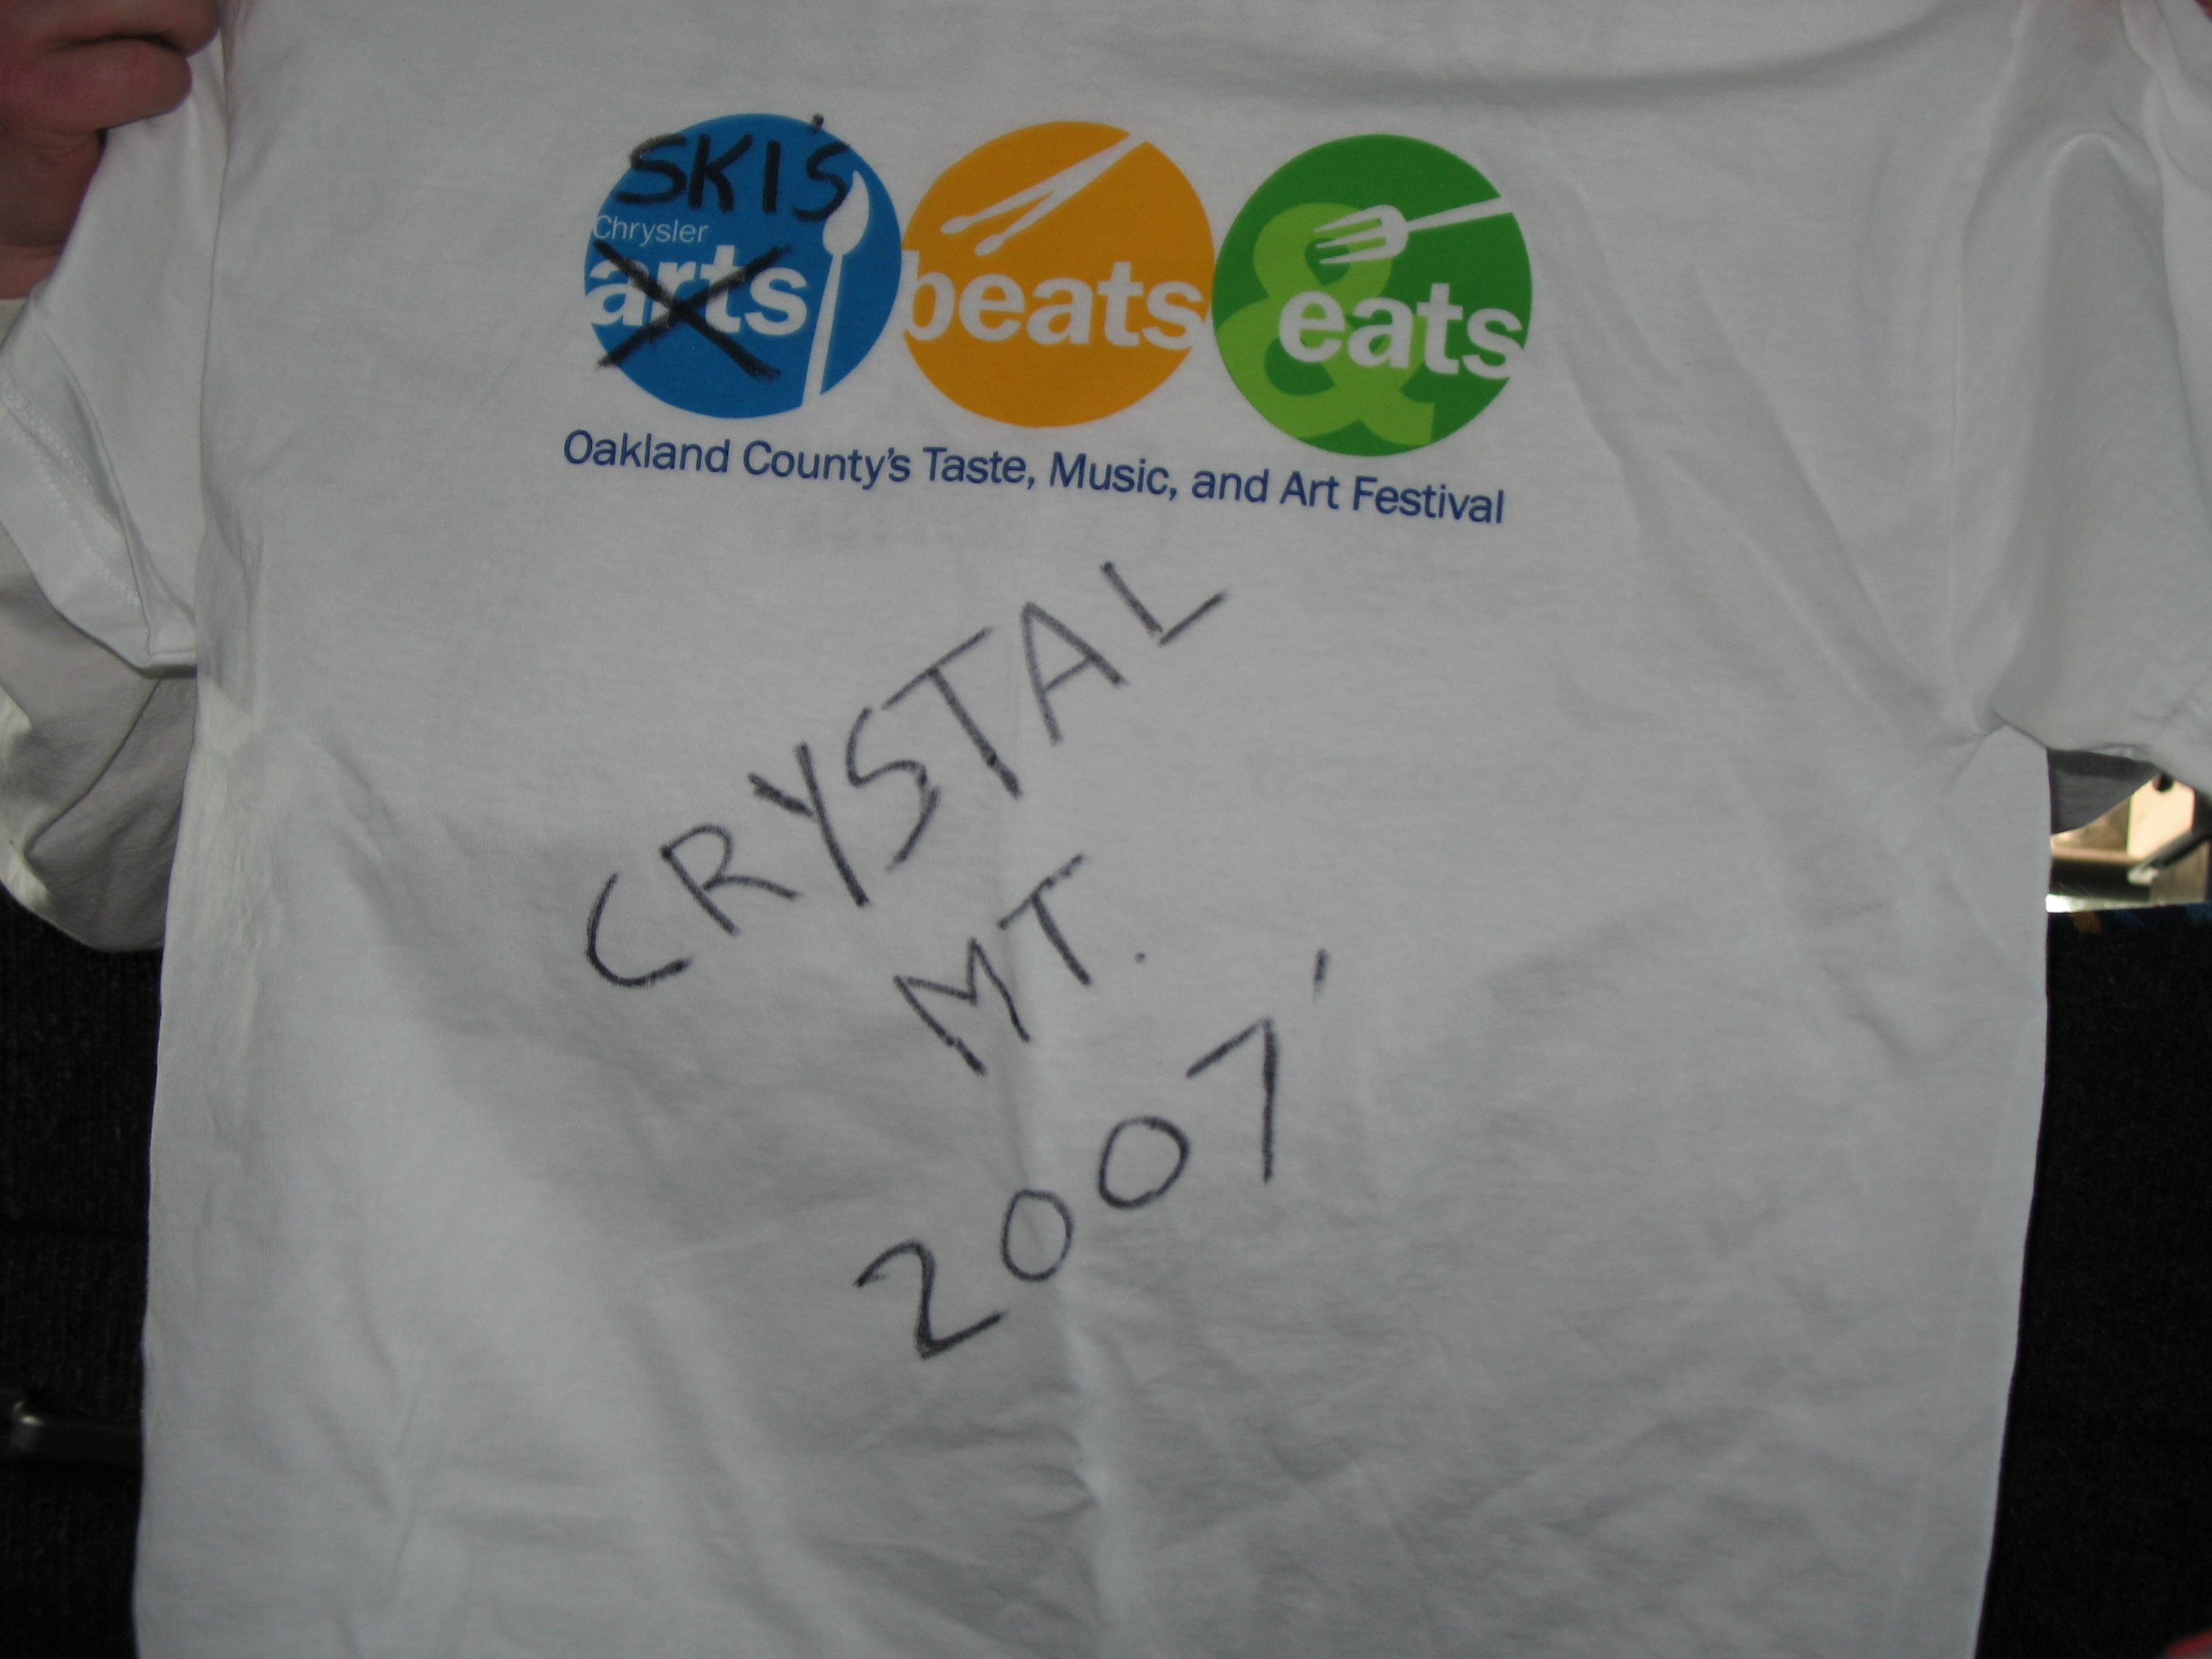 SKI'S
Chrysler
arts beats & eats
Oakland County's Taste, Music, and Art Festival
CRYSTAL
MT.
2007'